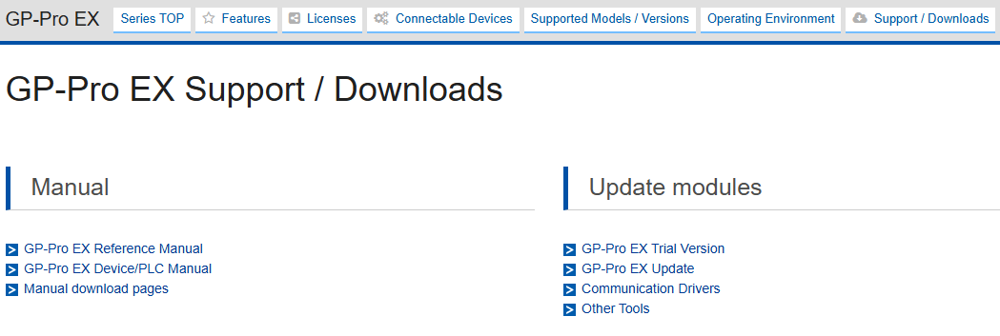 GP-Pro EX Series TOP Features Licenses Connectable Devices Supported Models / Versions Operating Environment Support / Downloads
GP-Pro EX Support / Downloads
Manual
GP-Pro EX Reference Manual
GP-Pro EX Device/PLC Manual
Manual download pages
Update modules
GP-Pro EX Trial Version
GP-Pro EX Update
Communication Drivers
Other Tools